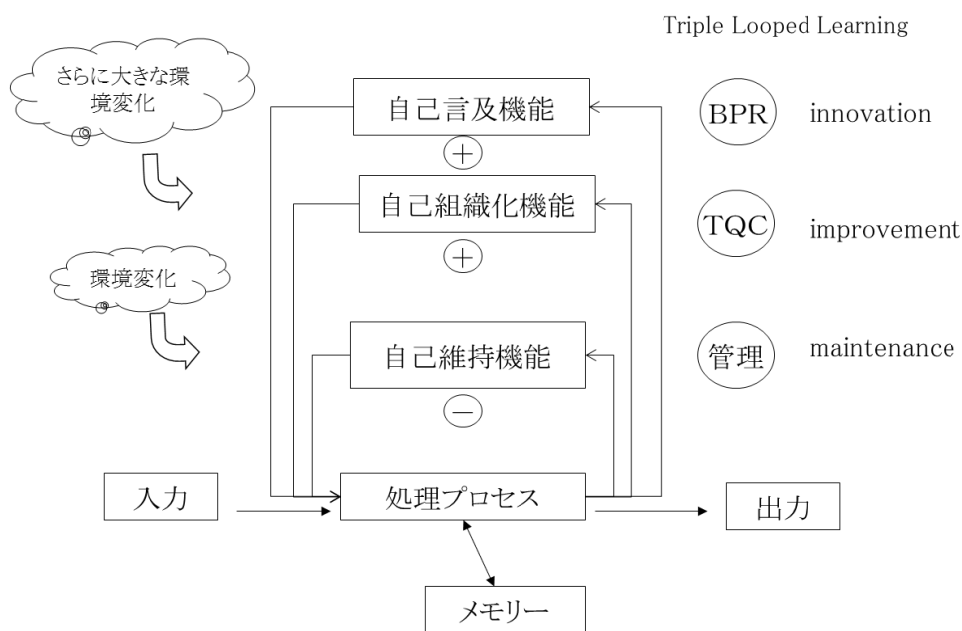 Triple Looped Learning
さらに大きな環
境変化
自己言及機能
BPR
innovation
+
自己組織化機能
TQC
improvement
+
環境変化
自己維持機能
管理
maintenance
−
入力
処理プロセス
出力
メモリー